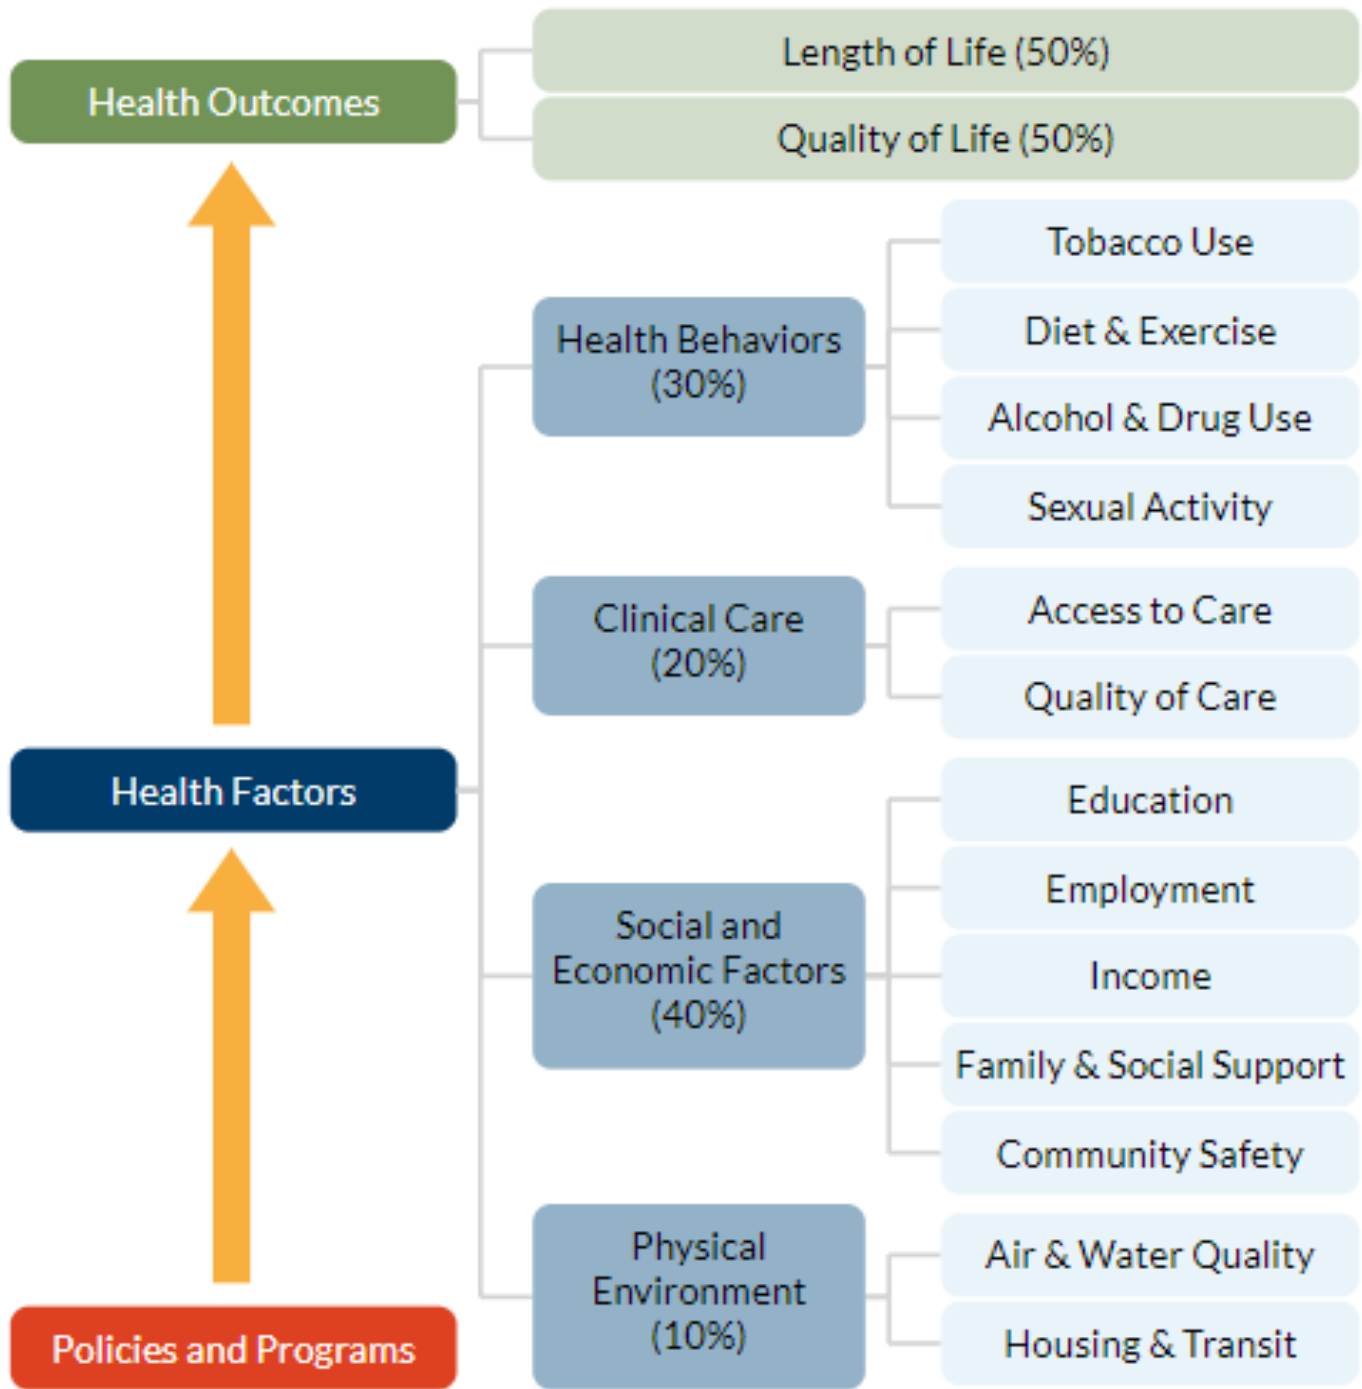 Health Outcomes
Length of Life (50%)
Quality of Life (50%)
Health Factors
Health Behaviors
(30%)
Tobacco Use
Diet & Exercise
Alcohol & Drug Use
Sexual Activity
Clinical Care
(20%)
Access to Care
Quality of Care
Social and
Economic Factors
(40%)
Education
Employment
Income
Family & Social Support
Community Safety
Physical
Environment
(10%)
Air & Water Quality
Housing & Transit
Policies and Programs